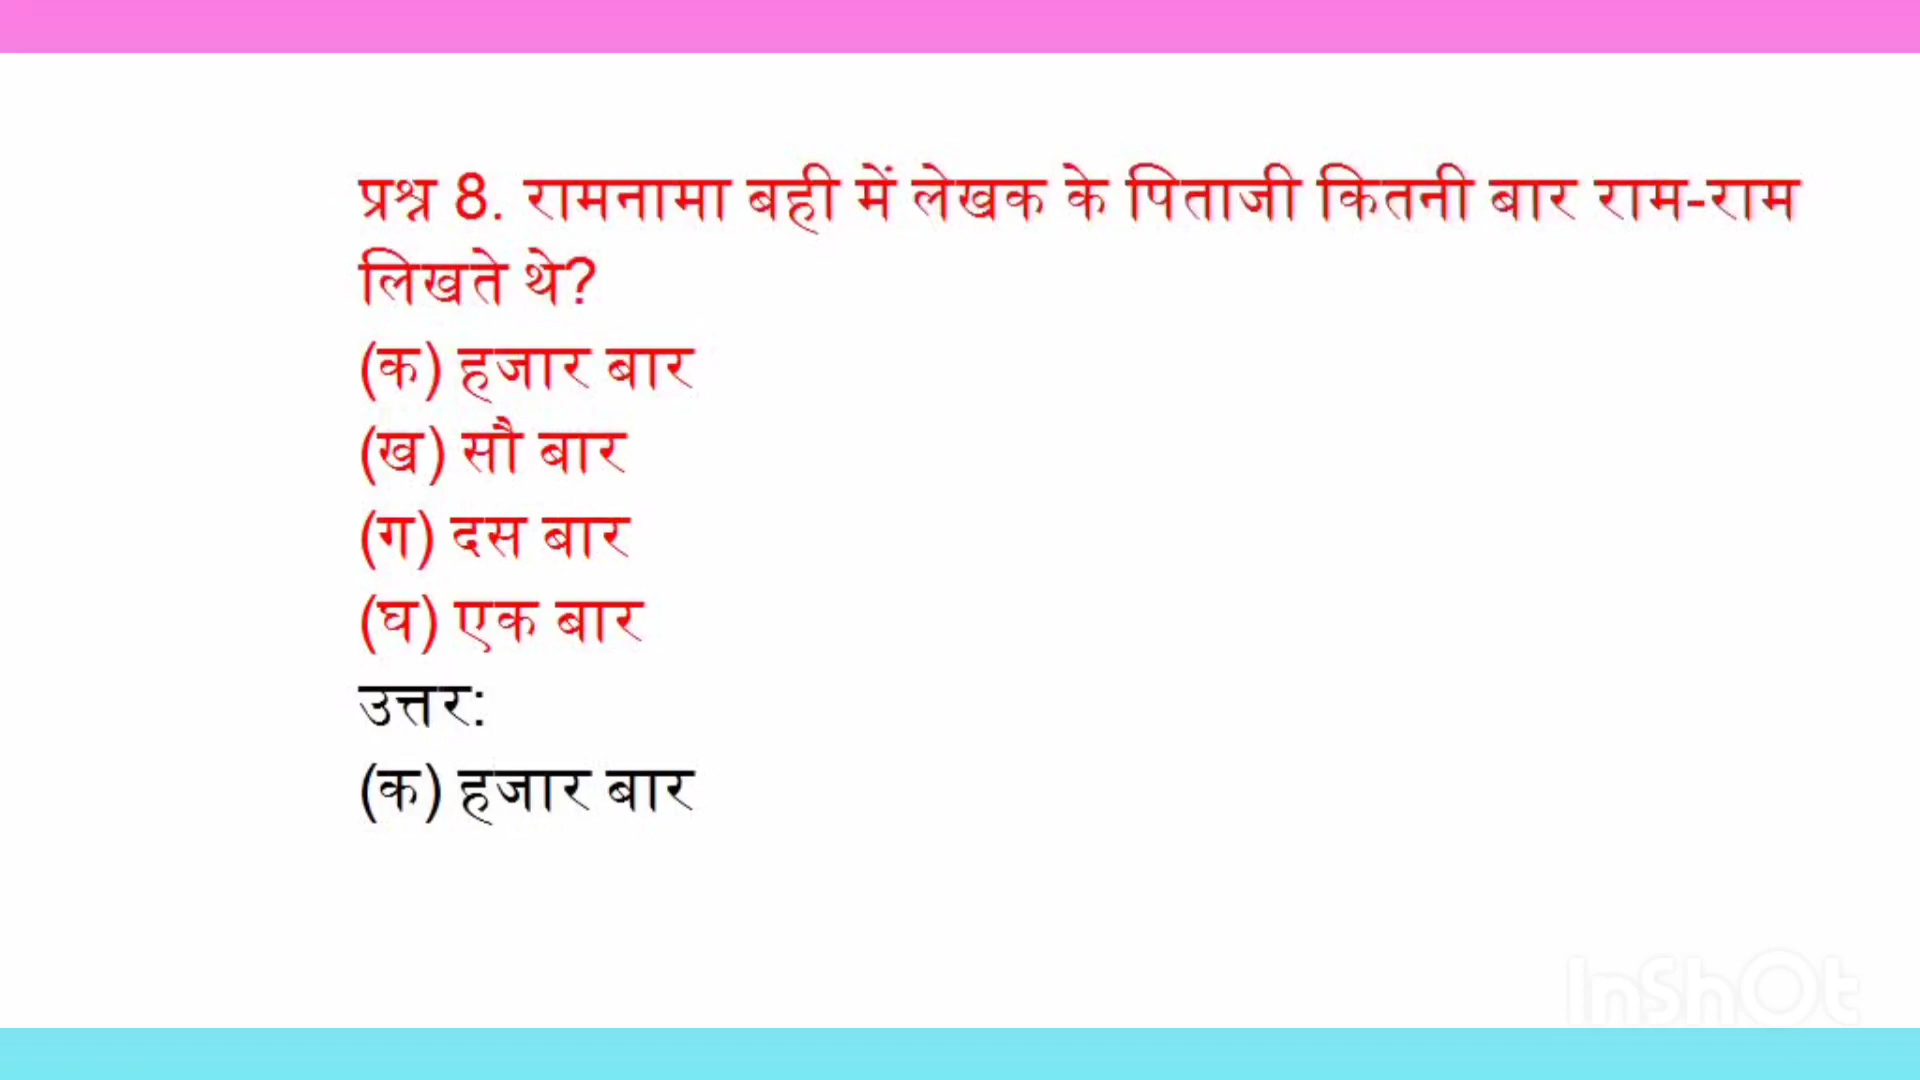 प्रश्न 8. रामनामा बही में लेखक के पिताजी कितनी बार राम-राम
लिखते थे?
(क) हजार बार
(ख) सौ बार
(ग) दस बार
(घ) एक बार
उत्तर:
(क) हजार बार
InShOt